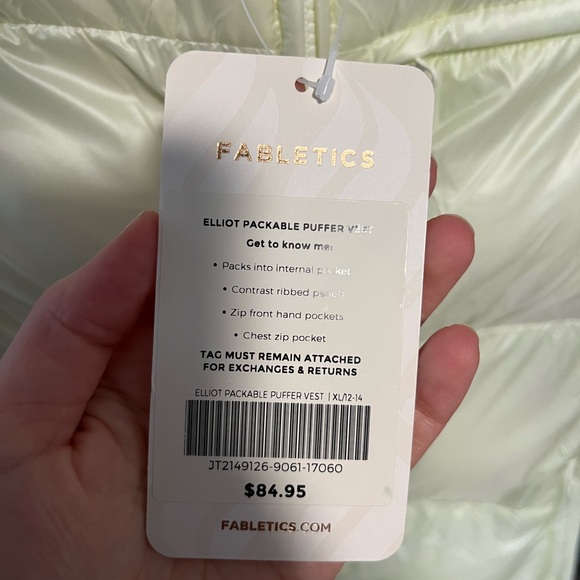 FABLETICS
ELLIOT PACKABLE PUFFER VEST
Get to know me:
• Packs into internal pocket
• Contrast ribbed panels
• Zip front hand pockets
• Chest zip pocket
TAG MUST REMAIN ATTACHED
FOR EXCHANGES & RETURNS
ELLIOT PACKABLE PUFFER VEST | XL/12-14
JT2149126-9061-17060
$84.95
FABLETICS.COM